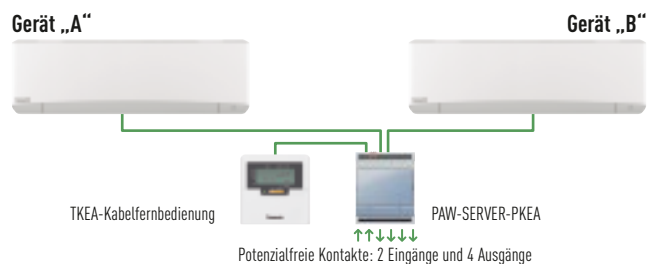 Gerät „A“
Gerät „B“
TKEA-Kabelfernbedienung
PAW-SERVER-PKEA
Potenzialfreie Kontakte: 2 Eingänge und 4 Ausgänge